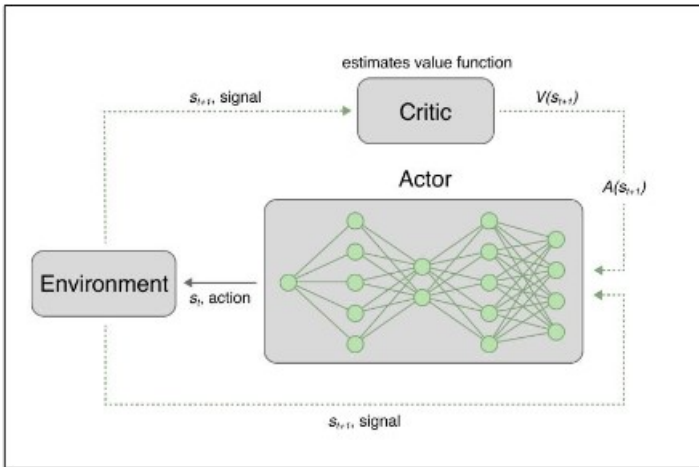 estimates value function
sₜ₊₁, signal
Critic
V(sₜ₊₁)
Actor
A(sₜ₊₁)
Environment
sₜ, action
sₜ₊₁, signal